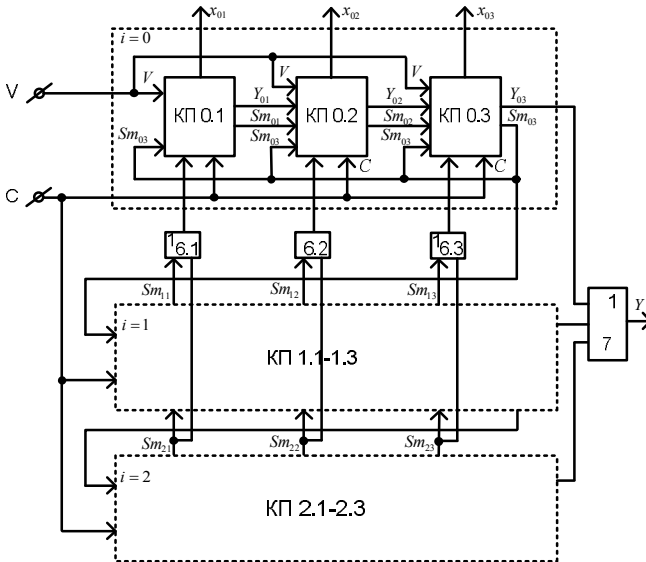 x₀₁ x₀₂ x₀₃
i = 0
V V V V
КП 0.1 Y₀₁ КП 0.2 Y₀₂ КП 0.3 Y₀₃
Sm₀₁ Sm₀₂ Sm₀₃
Sm₀₃ Sm₀₃ Sm₀₃
C C
C
1 6.1 6.2 1 6.3
Sm₁₁ Sm₁₂ Sm₁₃
i = 1
КП 1.1-1.3
1 Y
7
Sm₂₁ Sm₂₂ Sm₂₃
i = 2
КП 2.1-2.3